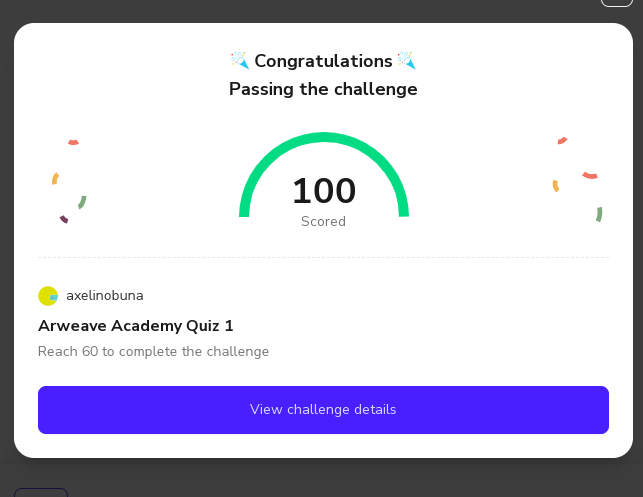 Congratulations
Passing the challenge
100
Scored
axelinobuna
Arweave Academy Quiz 1
Reach 60 to complete the challenge
View challenge details